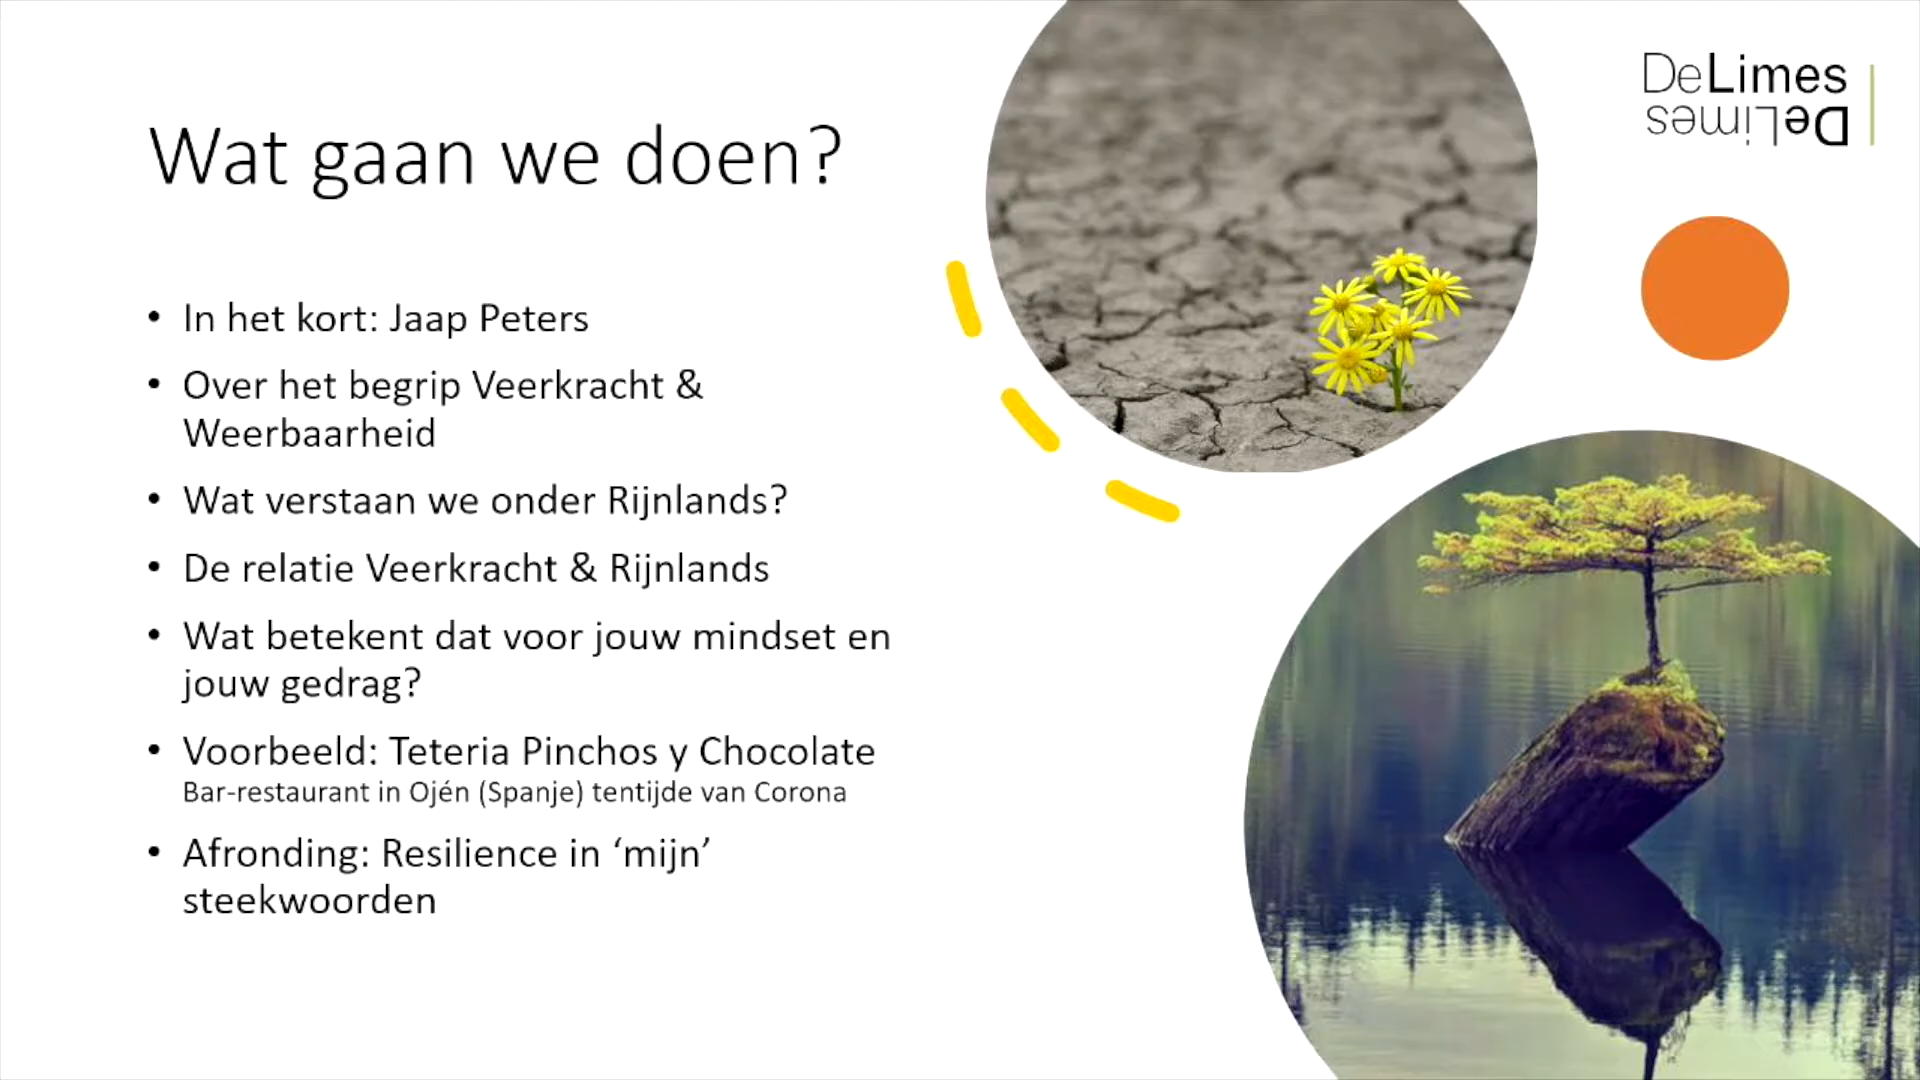 DeLimes
DeLimes
Wat gaan we doen?
• In het kort: Jaap Peters
• Over het begrip Veerkracht &
Weerbaarheid
• Wat verstaan we onder Rijnlands?
• De relatie Veerkracht & Rijnlands
• Wat betekent dat voor jouw mindset en
jouw gedrag?
• Voorbeeld: Teteria Pinchos y Chocolate
Bar-restaurant in Ojén (Spanje) tentijde van Corona
• Afronding: Resilience in ‘mijn’
steekwoorden